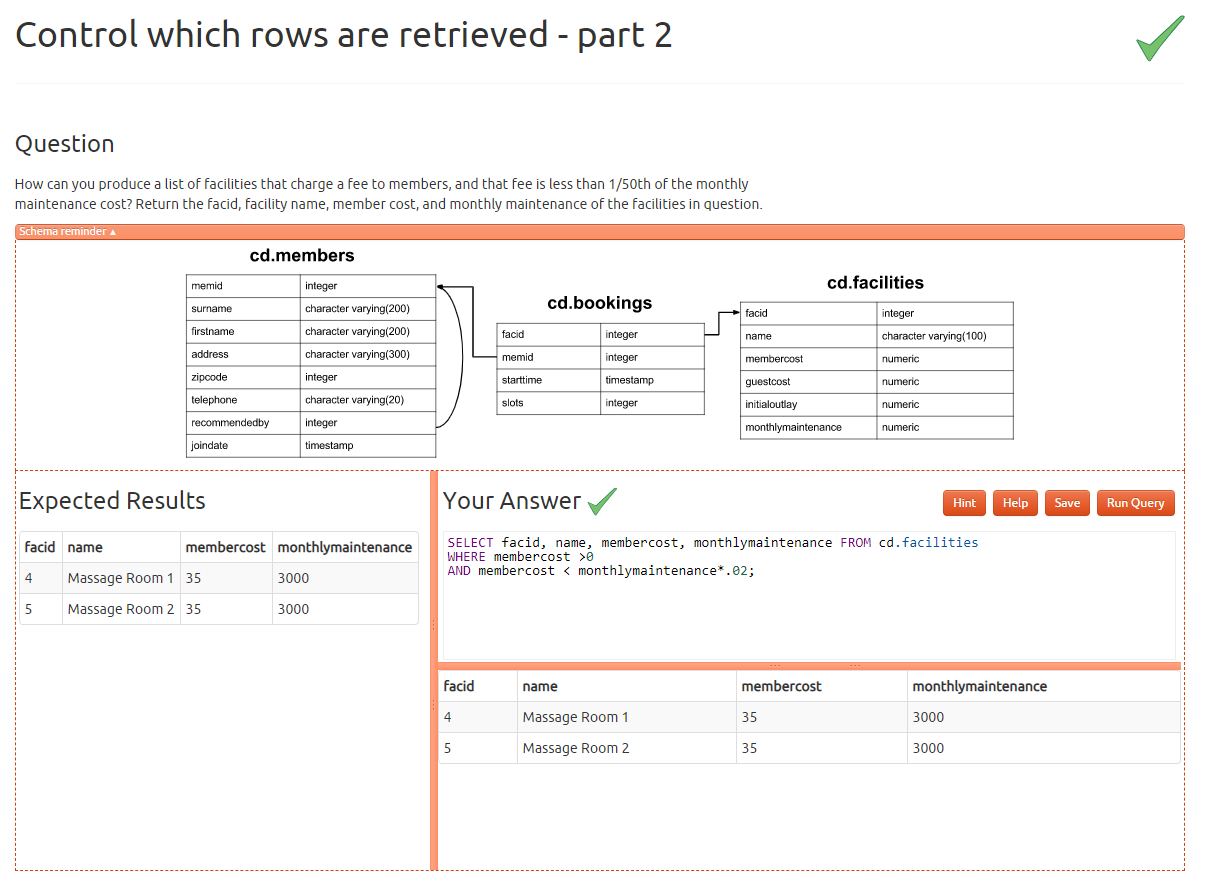 Control which rows are retrieved - part 2
Question
How can you produce a list of facilities that charge a fee to members, and that fee is less than 1/50th of the monthly
maintenance cost? Return the facid, facility name, member cost, and monthly maintenance of the facilities in question.
Schema reminder ▴
cd.members
memid integer
surname character varying(200)
firstname character varying(200)
address character varying(300)
zipcode integer
telephone character varying(20)
recommendedby integer
joindate timestamp
cd.bookings
facid integer
memid integer
starttime timestamp
slots integer
cd.facilities
facid integer
name character varying(100)
membercost numeric
guestcost numeric
initialoutlay numeric
monthlymaintenance numeric
Expected Results
facid name membercost monthlymaintenance
4 Massage Room 1 35 3000
5 Massage Room 2 35 3000
Your Answer
Hint Help Save Run Query
SELECT facid, name, membercost, monthlymaintenance FROM cd.facilities
WHERE membercost >0
AND membercost < monthlymaintenance*.02;
facid name membercost monthlymaintenance
4 Massage Room 1 35 3000
5 Massage Room 2 35 3000